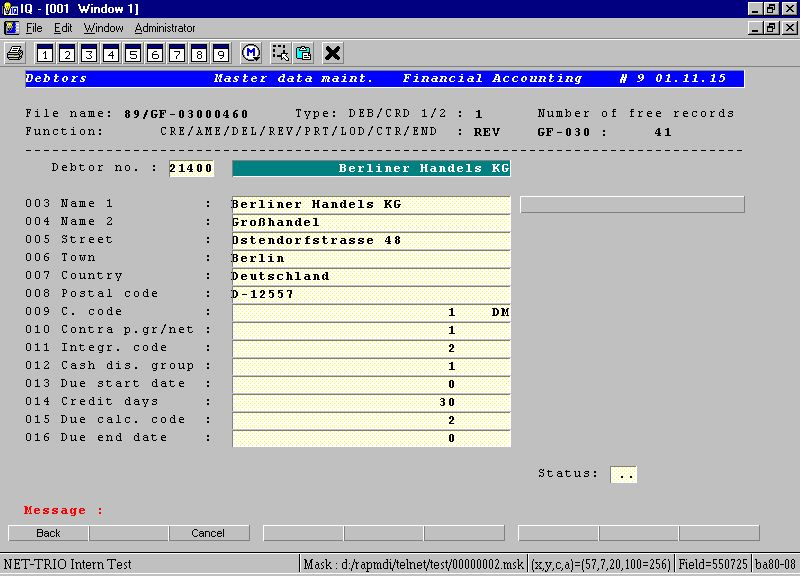 IQ - [001 Window 1]
File Edit Window Administrator
1 2 3 4 5 6 7 8 9 M
Debtors Master data maint. Financial Accounting # 9 01.11.15
File name: 89/GF-03000460 Type: DEB/CRD 1/2 : 1 Number of free records
Function: CRE/AME/DEL/REV/PRT/LOD/CTR/END : REV GF-030 : 41
Debtor no. : 21400 Berliner Handels KG
003 Name 1 : Berliner Handels KG
004 Name 2 : Großhandel
005 Street : Ostendorfstrasse 48
006 Town : Berlin
007 Country : Deutschland
008 Postal code : D-12557
009 C. code : 1 DM
010 Contra p.gr/net : 1
011 Integr. code : 2
012 Cash dis. group : 1
013 Due start date : 0
014 Credit days : 30
015 Due calc. code : 2
016 Due end date : 0
Status: ..
Message :
Back Cancel
NET-TRIO Intern Test Mask : d:/rapmdi/telnet/test/00000002.msk (x,y,c,a)=(57,7,20,100=256) Field=550725 ba80-08